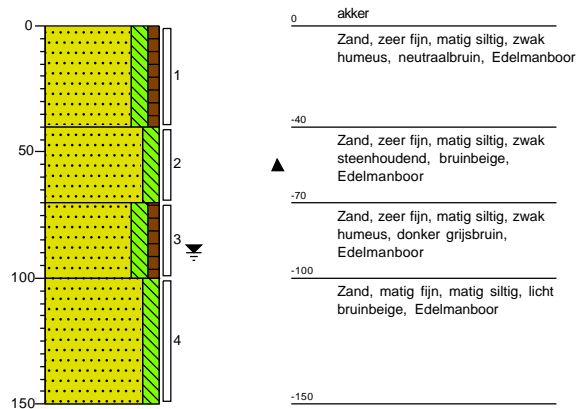 0
50
100
150
1
2
3
4
0
akker
Zand, zeer fijn, matig siltig, zwak
humeus, neutraalbruin, Edelmanboor
-40
Zand, zeer fijn, matig siltig, zwak
steenhoudend, bruinbeige,
Edelmanboor
-70
Zand, zeer fijn, matig siltig, zwak
humeus, donker grijsbruin,
Edelmanboor
-100
Zand, matig fijn, matig siltig, licht
bruinbeige, Edelmanboor
-150